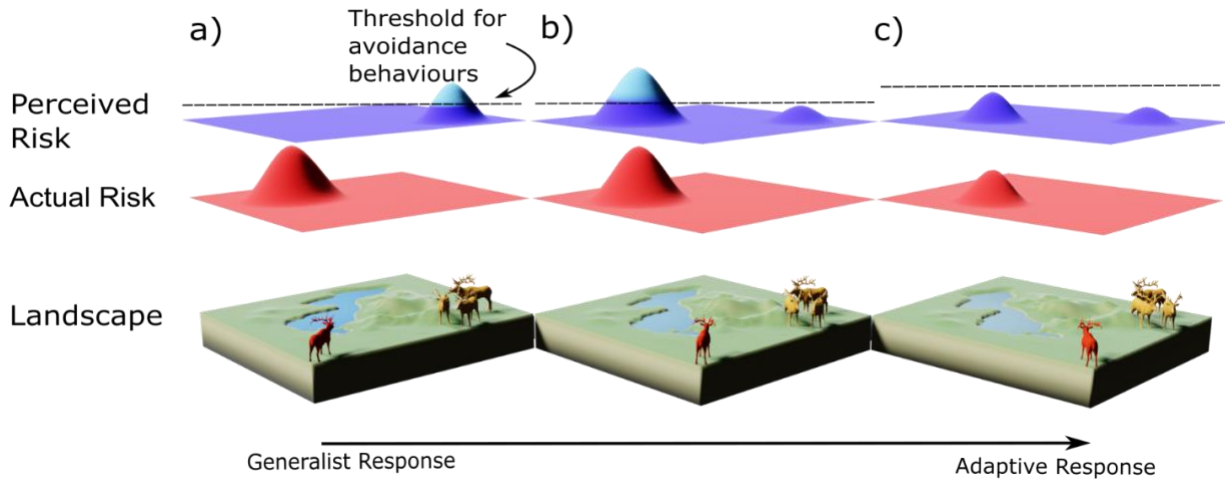 a)
Threshold for
avoidance
behaviours
b)
c)
Perceived
Risk
Actual Risk
Landscape
Generalist Response
Adaptive Response